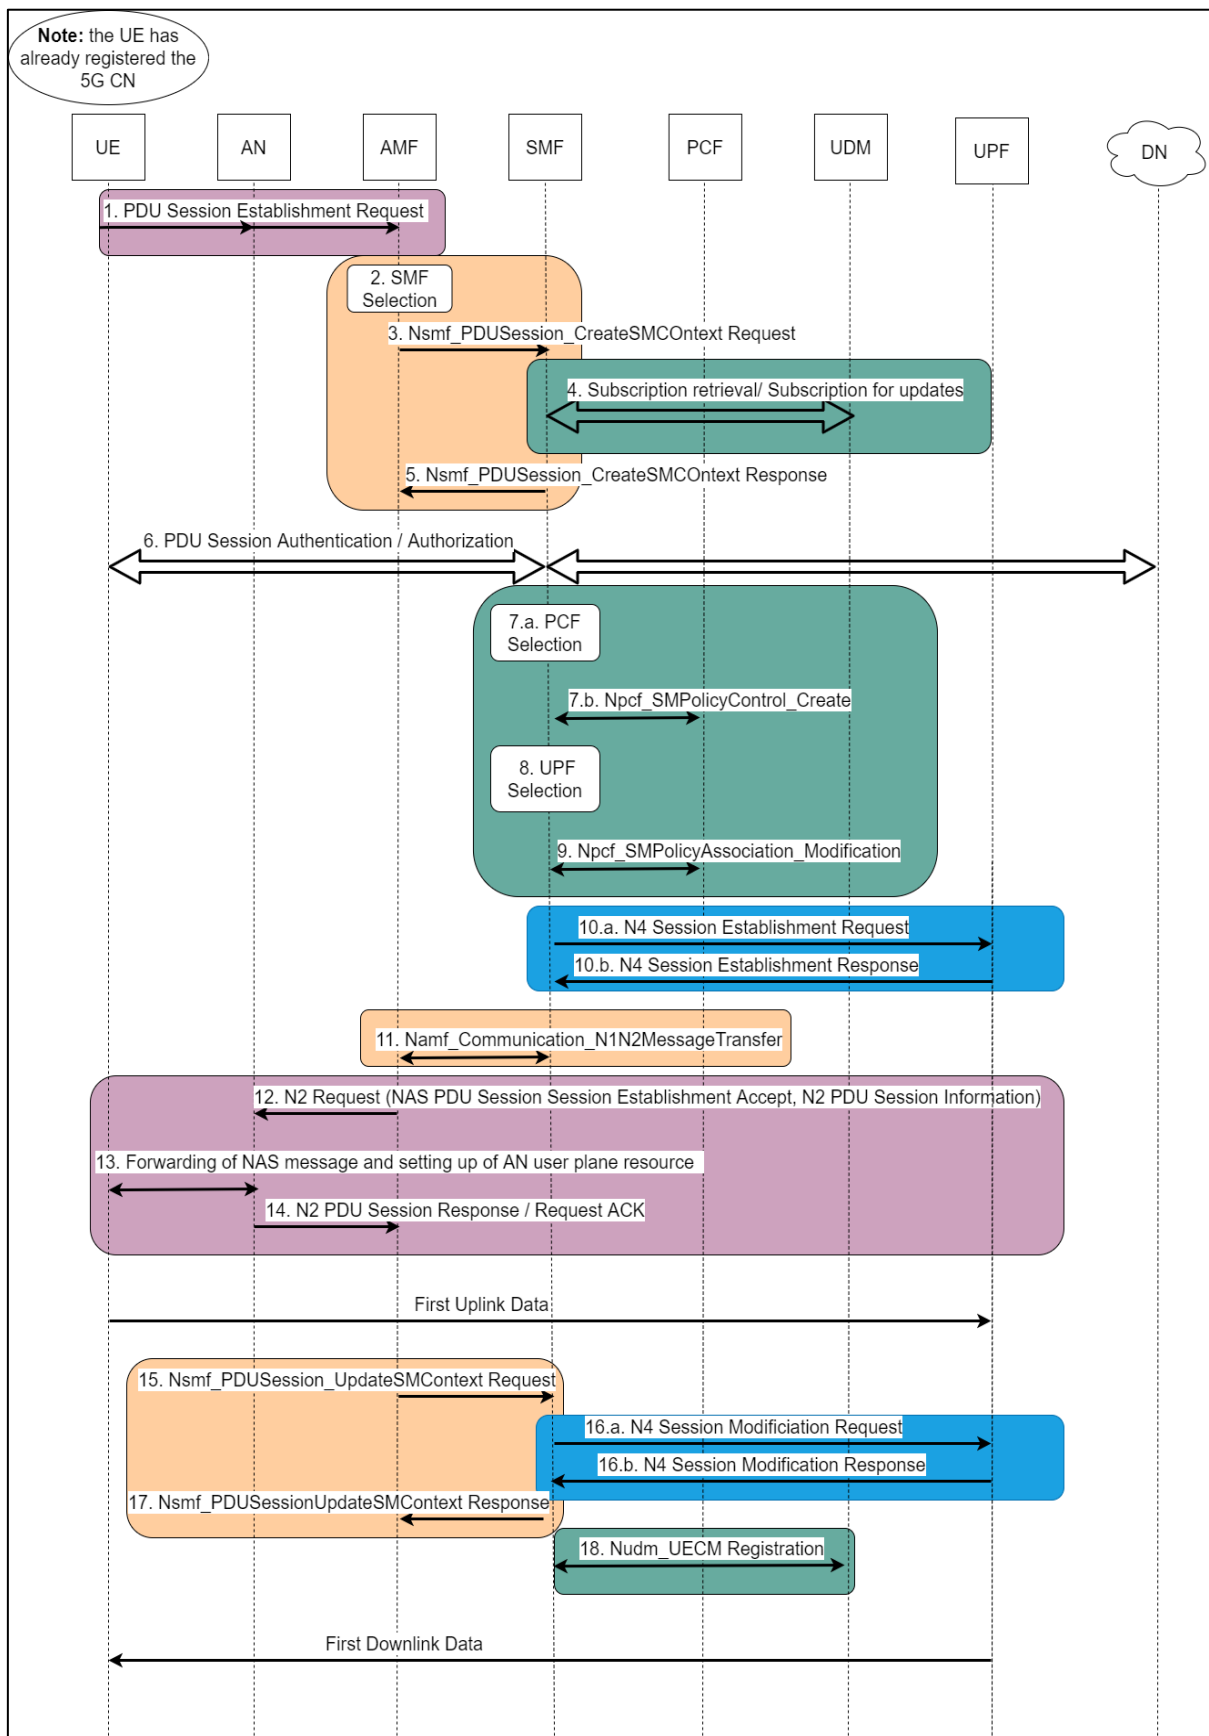 Note: the UE has
already registered the
5G CN
UE
AN
AMF
SMF
PCF
UDM
UPF
DN
1. PDU Session Establishment Request
2. SMF
Selection
3. Nsmf_PDUSession_CreateSMCOntext Request
4. Subscription retrieval/ Subscription for updates
5. Nsmf_PDUSession_CreateSMCOntext Response
6. PDU Session Authentication / Authorization
7.a. PCF
Selection
7.b. Npcf_SMPolicyControl_Create
8. UPF
Selection
9. Npcf_SMPolicyAssociation_Modification
10.a. N4 Session Establishment Request
10.b. N4 Session Establishment Response
11. Namf_Communication_N1N2MessageTransfer
12. N2 Request (NAS PDU Session Session Establishment Accept, N2 PDU Session Information)
13. Forwarding of NAS message and setting up of AN user plane resource
14. N2 PDU Session Response / Request ACK
First Uplink Data
15. Nsmf_PDUSession_UpdateSMContext Request
16.a. N4 Session Modificiation Request
16.b. N4 Session Modification Response
17. Nsmf_PDUSessionUpdateSMContext Response
18. Nudm_UECM Registration
First Downlink Data